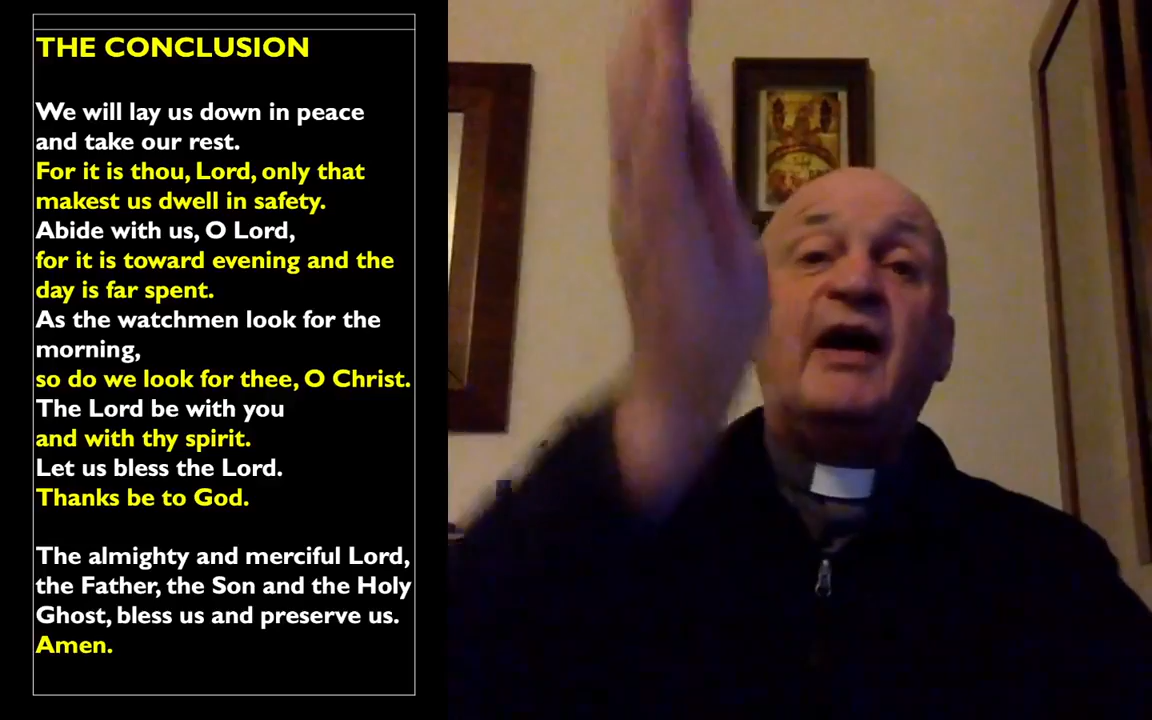 THE CONCLUSION
We will lay us down in peace
and take our rest.
For it is thou, Lord, only that
makest us dwell in safety.
Abide with us, O Lord,
for it is toward evening and the
day is far spent.
As the watchmen look for the
morning,
so do we look for thee, O Christ.
The Lord be with you
and with thy spirit.
Let us bless the Lord.
Thanks be to God.
The almighty and merciful Lord,
the Father, the Son and the Holy
Ghost, bless us and preserve us.
Amen.